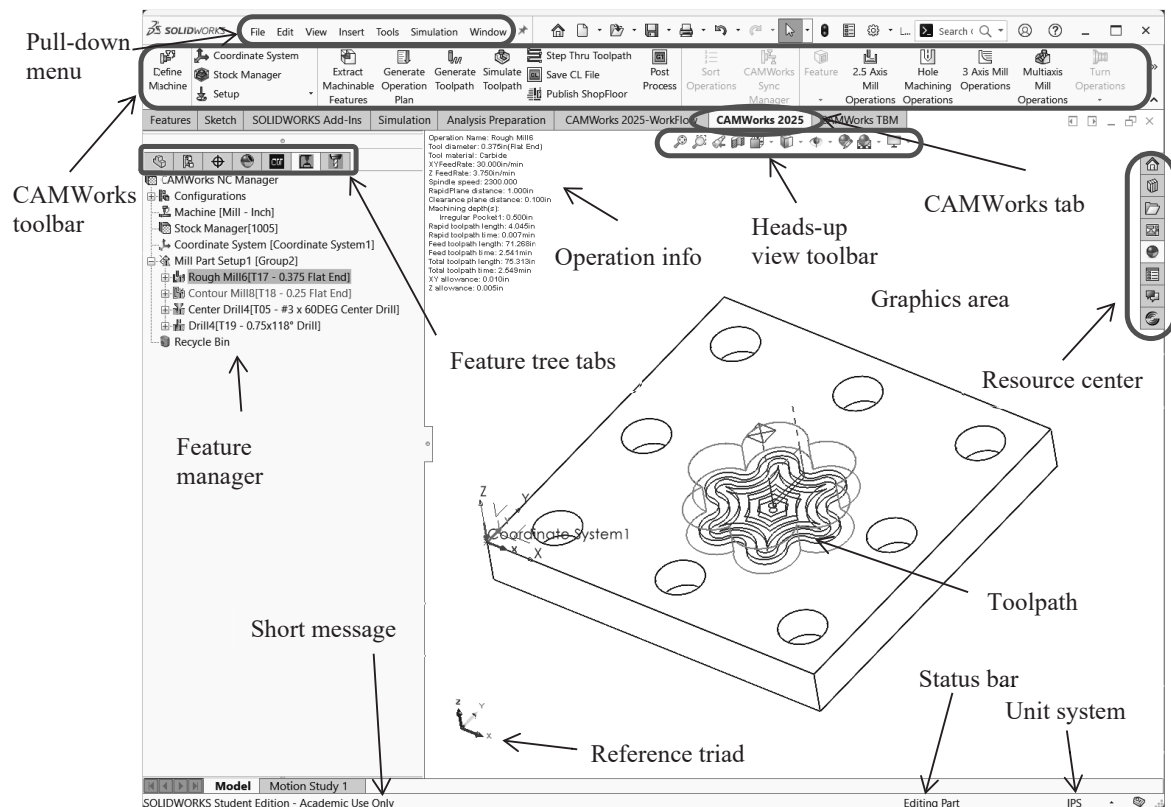 Pull-down
menu
SOLIDWORKS
File Edit View Insert Tools Simulation Window
L... Search
Define
Machine
Coordinate System
Stock Manager
Setup
Extract
Machinable
Features
Generate
Operation
Plan
Generate
Toolpath
Simulate
Toolpath
Step Thru Toolpath
Save CL File
Publish ShopFloor
Post
Process
Sort
Operations
CAMWorks
Sync
Manager
Feature
2.5 Axis
Mill
Operations
Hole
Machining
Operations
3 Axis Mill
Operations
Multiaxis
Mill
Operations
Turn
Operations
Features Sketch SOLIDWORKS Add-Ins Simulation Analysis Preparation CAMWorks 2025-WorkFlow CAMWorks 2025 CAMWorks TBM
CAMWorks
toolbar
CAMWorks NC Manager
Configurations
Machine [Mill - Inch]
Stock Manager[1005]
Coordinate System [Coordinate System1]
Mill Part Setup1 [Group2]
Rough Mill6[T17 - 0.375 Flat End]
Contour Mill8[T18 - 0.25 Flat End]
Center Drill4[T05 - #3 x 60DEG Center Drill]
Drill4[T19 - 0.75x118° Drill]
Recycle Bin
Operation Name: Rough Mill6
Tool diameter: 0.375in(Flat End)
Tool material: Carbide
XYFeedRate: 30.000in/min
Z FeedRate: 3.750in/min
Spindle speed: 2300.000
RapidPlane distance: 1.000in
Clearance plane distance: 0.100in
Machining depth(s):
Irregular Pocket1: 0.500in
Rapid toolpath length: 4.045in
Rapid toolpath time: 0.007min
Feed toolpath length: 71.268in
Feed toolpath time: 2.541min
Total toolpath length: 75.313in
Total toolpath time: 2.549min
XY allowance: 0.010in
Z allowance: 0.005in
Operation info
Heads-up
view toolbar
CAMWorks tab
Graphics area
Resource center
Feature tree tabs
Feature
manager
Z
Y
X
Coordinate System1
X
Toolpath
Short message
Status bar
Unit system
Z
Y
X
Reference triad
Model Motion Study 1
SOLIDWORKS Student Edition - Academic Use Only
Editing Part
IPS